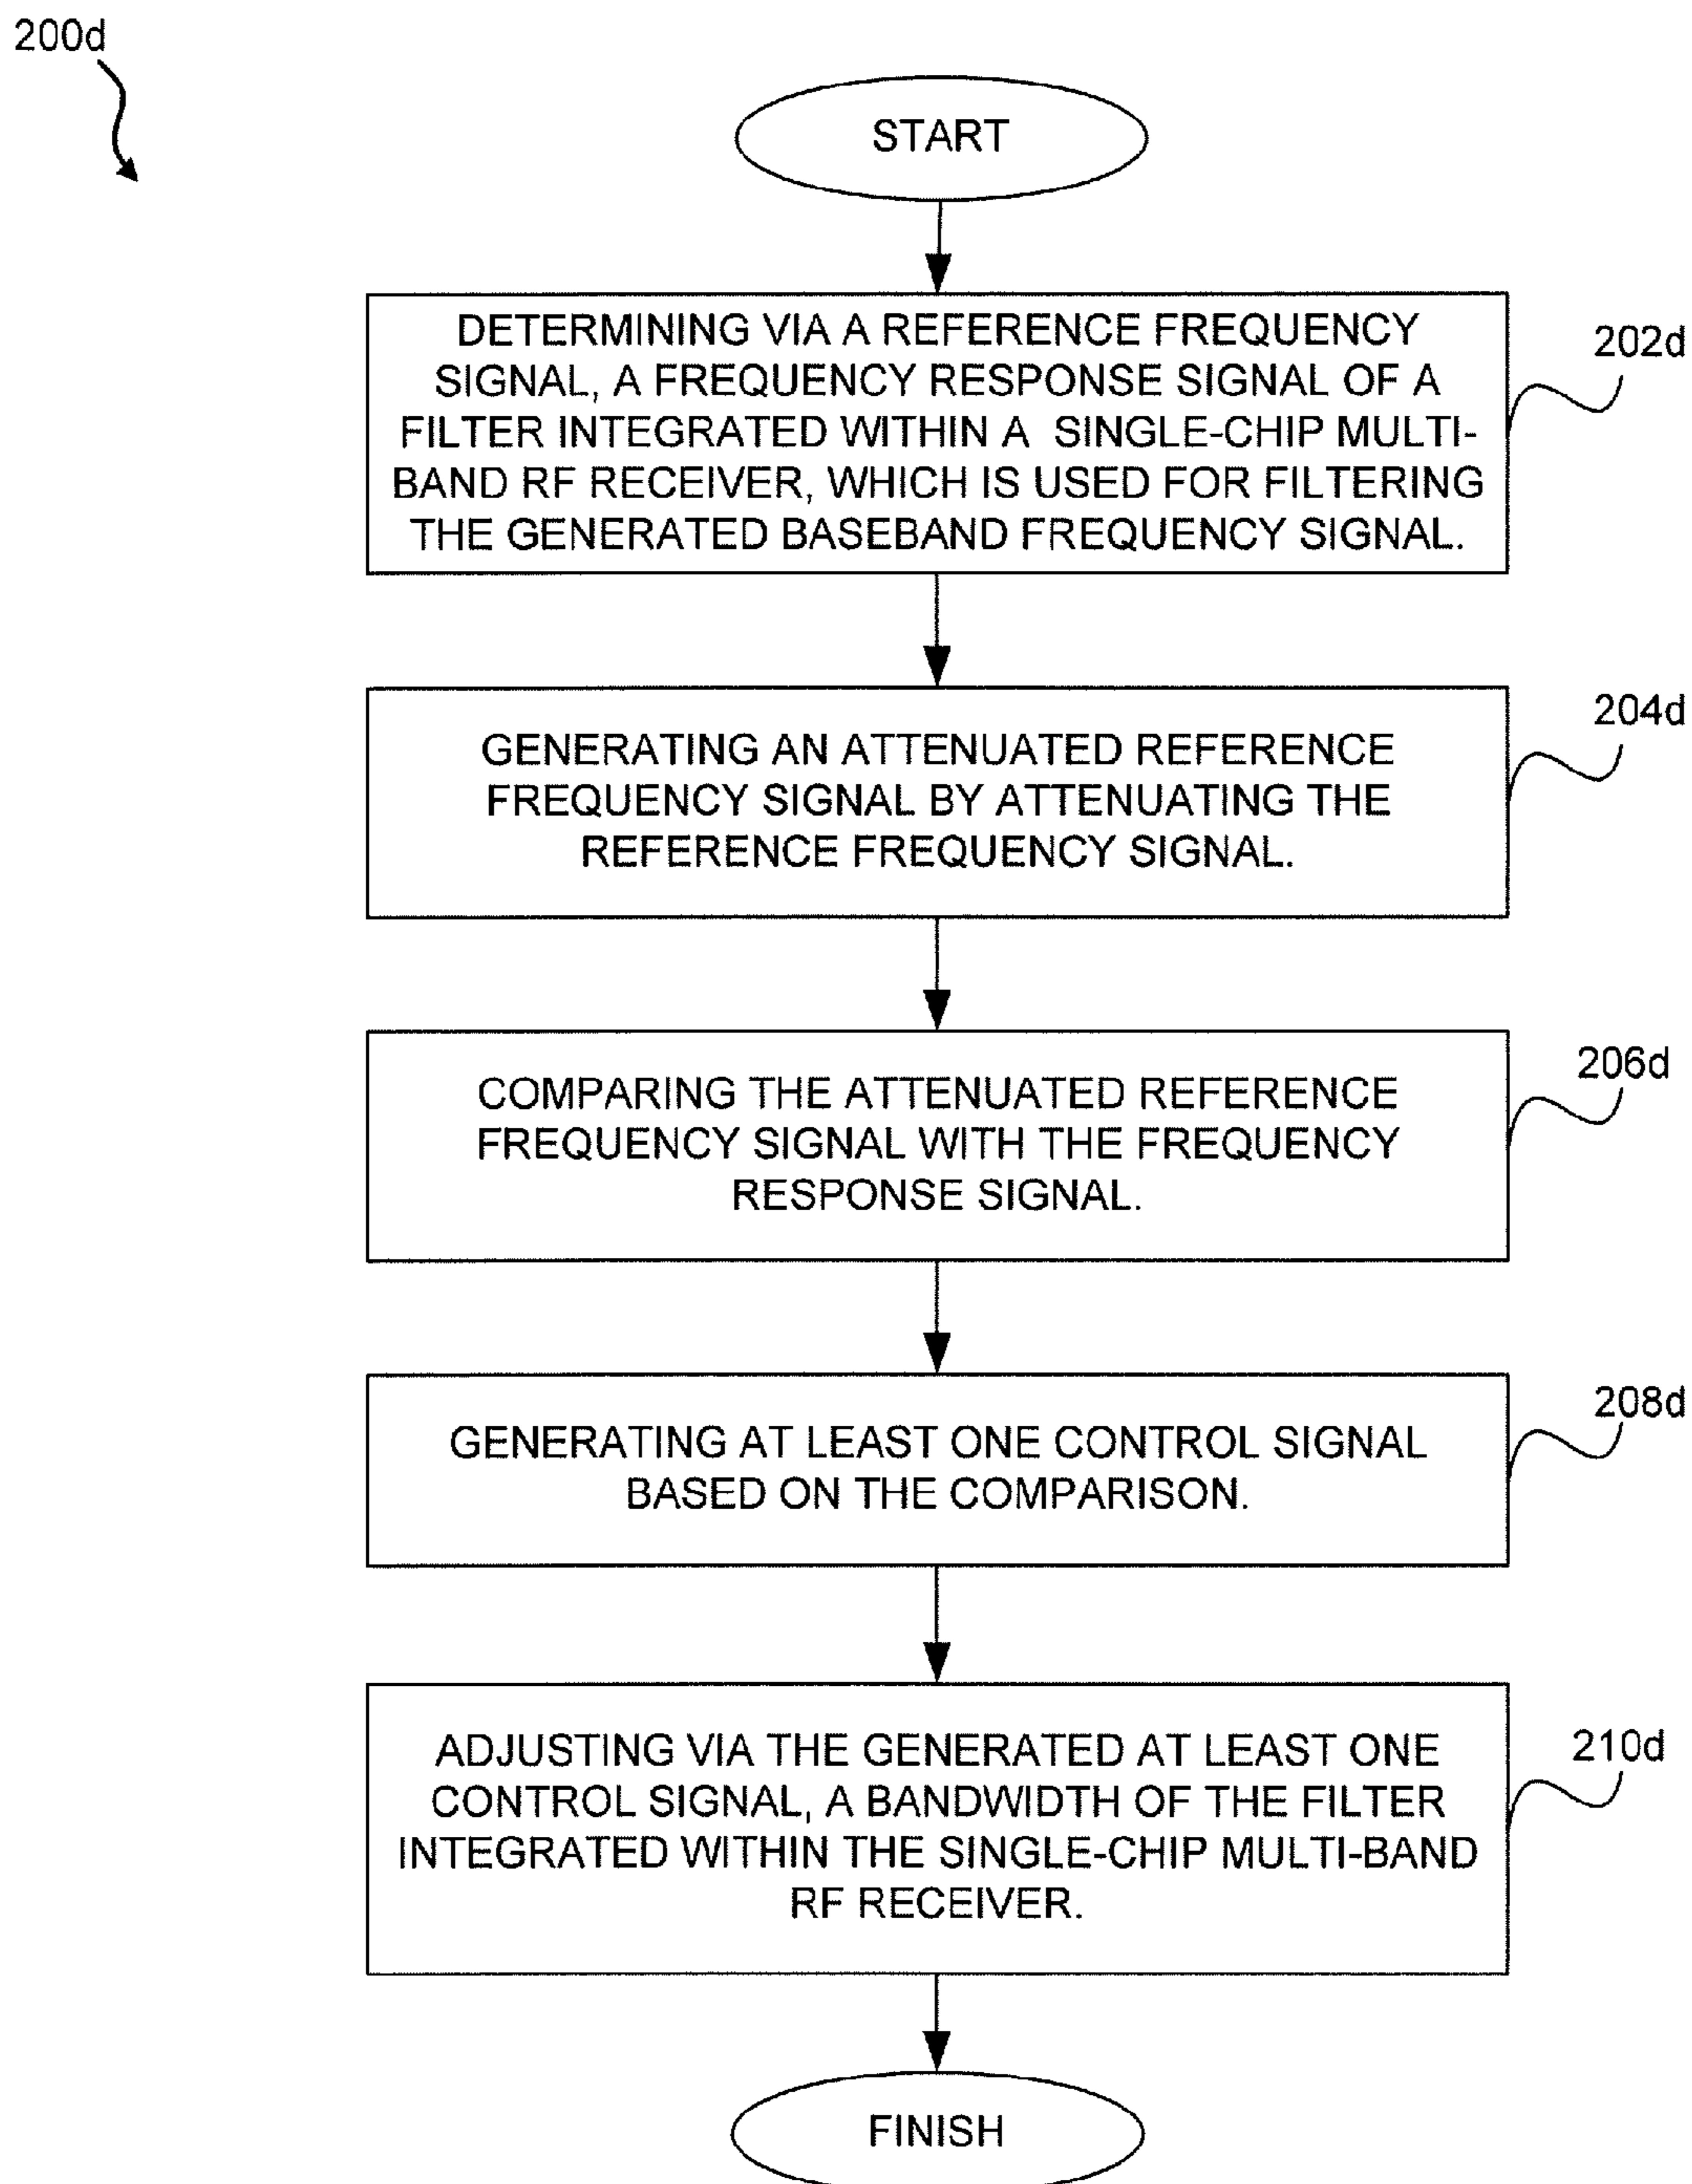 200d
START
DETERMINING VIA A REFERENCE FREQUENCY
SIGNAL, A FREQUENCY RESPONSE SIGNAL OF A
FILTER INTEGRATED WITHIN A SINGLE-CHIP MULTI-
BAND RF RECEIVER, WHICH IS USED FOR FILTERING
THE GENERATED BASEBAND FREQUENCY SIGNAL.
202d
GENERATING AN ATTENUATED REFERENCE
FREQUENCY SIGNAL BY ATTENUATING THE
REFERENCE FREQUENCY SIGNAL.
204d
COMPARING THE ATTENUATED REFERENCE
FREQUENCY SIGNAL WITH THE FREQUENCY
RESPONSE SIGNAL.
206d
GENERATING AT LEAST ONE CONTROL SIGNAL
BASED ON THE COMPARISON.
208d
ADJUSTING VIA THE GENERATED AT LEAST ONE
CONTROL SIGNAL, A BANDWIDTH OF THE FILTER
INTEGRATED WITHIN THE SINGLE-CHIP MULTI-BAND
RF RECEIVER.
210d
FINISH